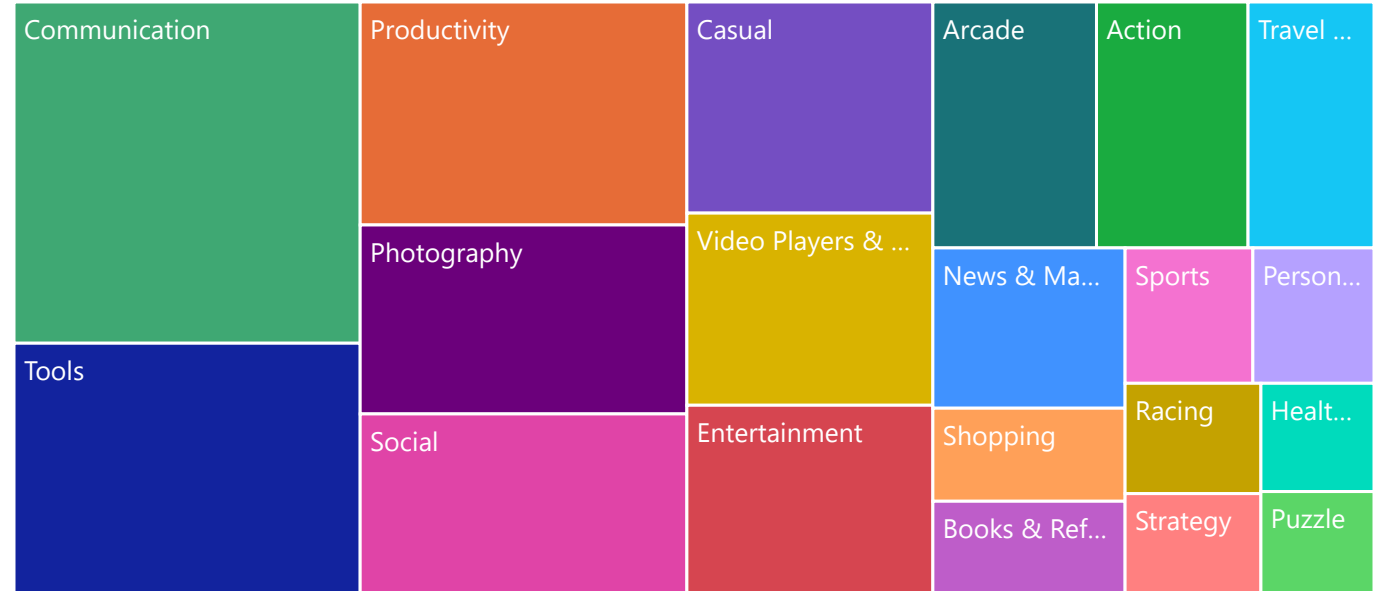 Communication
Tools
Productivity
Photography
Social
Casual
Video Players & ...
Entertainment
Arcade
Action
Travel ...
News & Ma...
Shopping
Books & Ref...
Sports
Person...
Racing
Healt...
Strategy
Puzzle